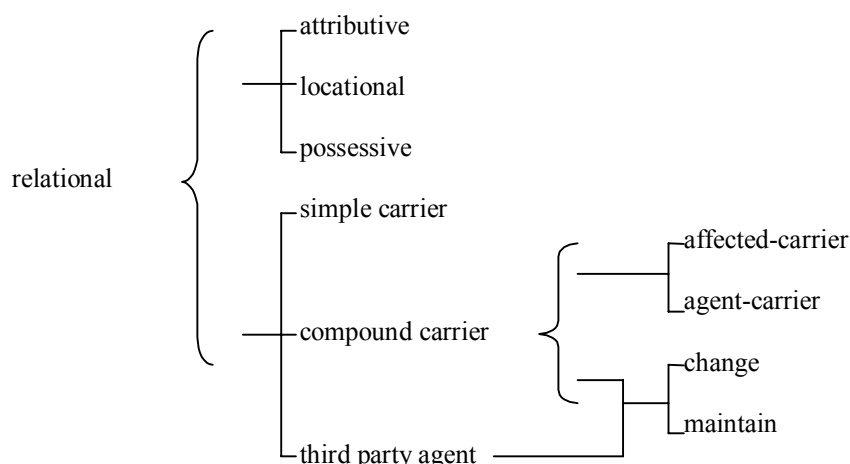 attributive
locational
possessive
relational
simple carrier
affected-carrier
agent-carrier
compound carrier
change
maintain
third party agent